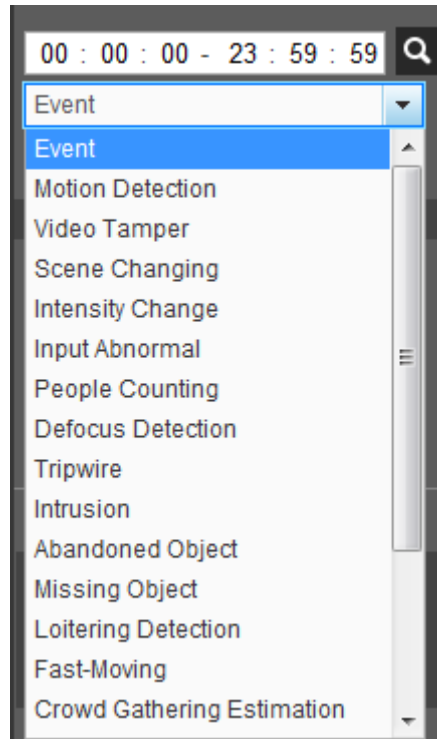 00 : 00 : 00 - 23 : 59 : 59
Event
Event
Motion Detection
Video Tamper
Scene Changing
Intensity Change
Input Abnormal
People Counting
Defocus Detection
Tripwire
Intrusion
Abandoned Object
Missing Object
Loitering Detection
Fast-Moving
Crowd Gathering Estimation